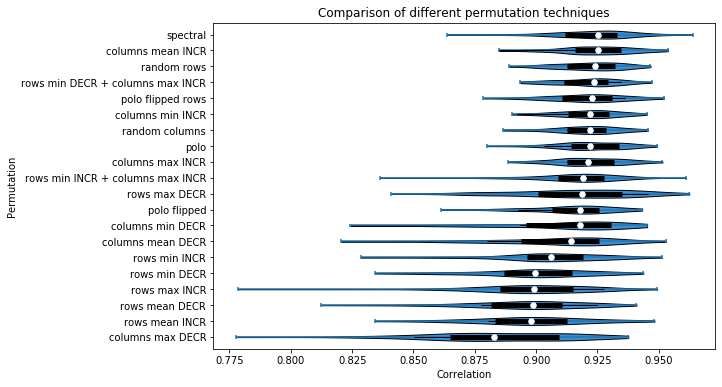 Comparison of different permutation techniques
Permutation
spectral
columns mean INCR
random rows
rows min DECR + columns max INCR
polo flipped rows
columns min INCR
random columns
polo
columns max INCR
rows min INCR + columns max INCR
rows max DECR
polo flipped
columns min DECR
columns mean DECR
rows min INCR
rows min DECR
rows max INCR
rows mean DECR
rows mean INCR
columns max DECR
0.775 0.800 0.825 0.850 0.875 0.900 0.925 0.950
Correlation